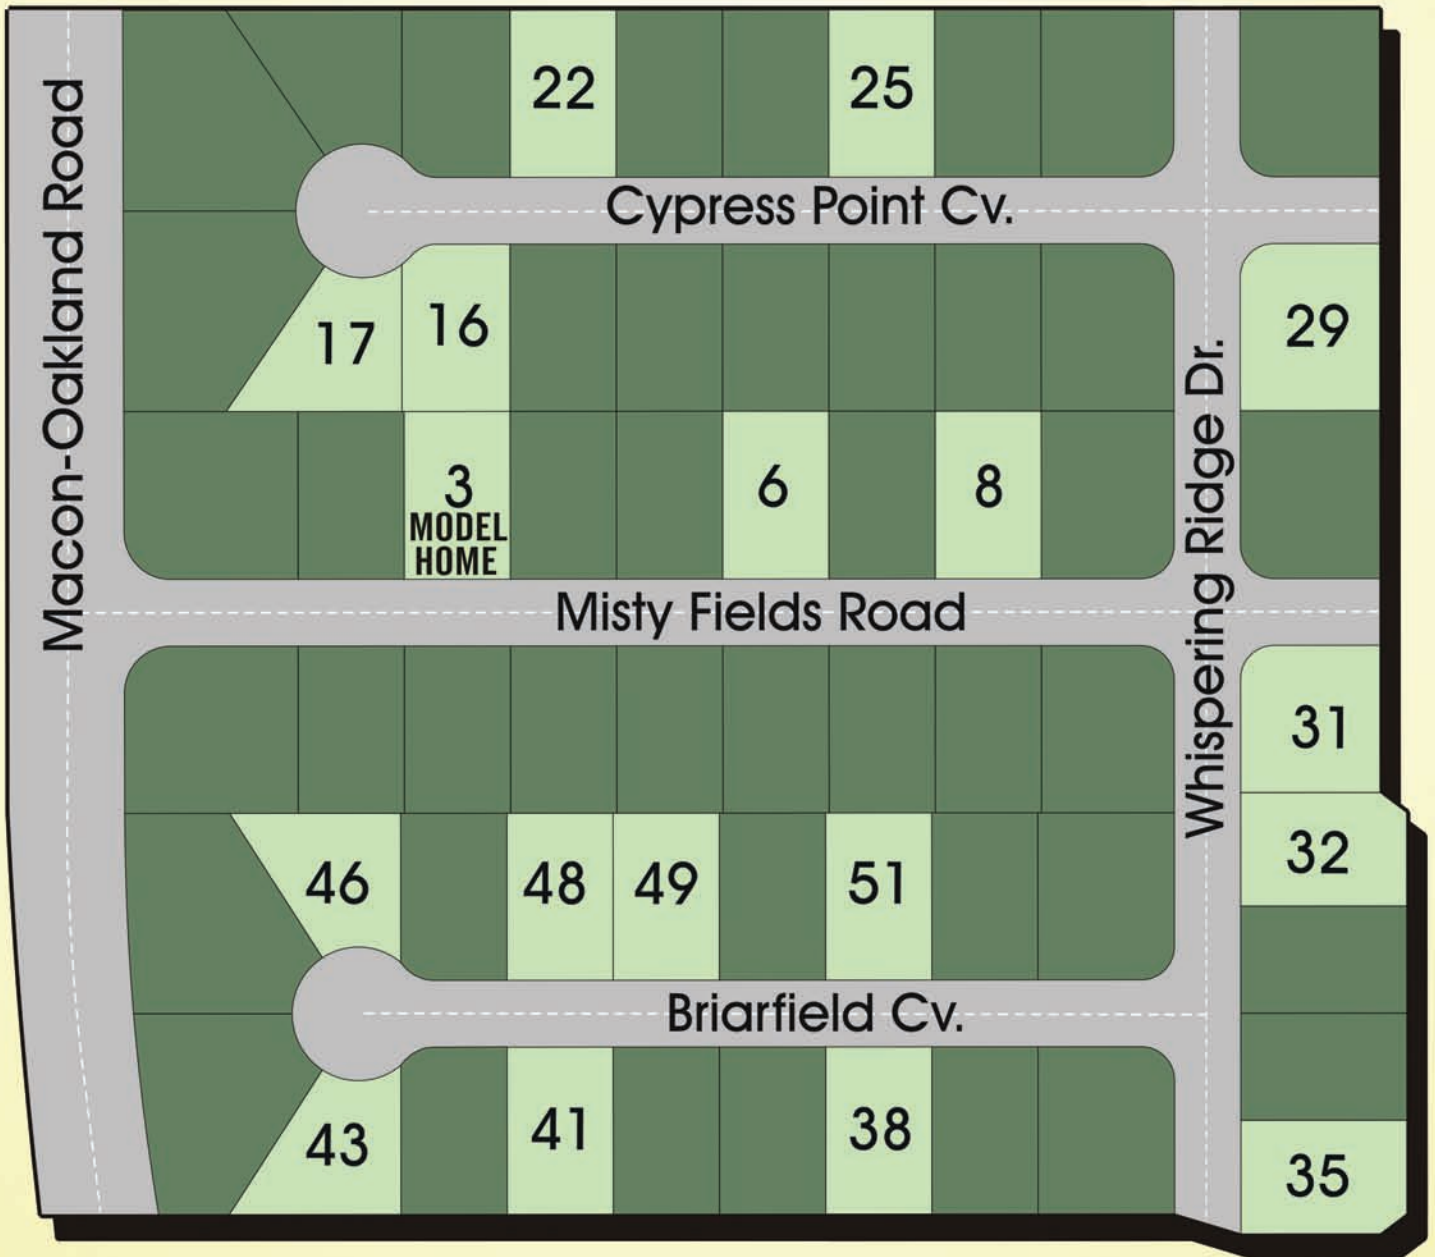 Macon-Oakland Road
22
25
Cypress Point Cv.
17
16
29
Whispering Ridge Dr.
3
MODEL
HOME
6
8
Misty Fields Road
31
32
46
48
49
51
Briarfield Cv.
43
41
38
35